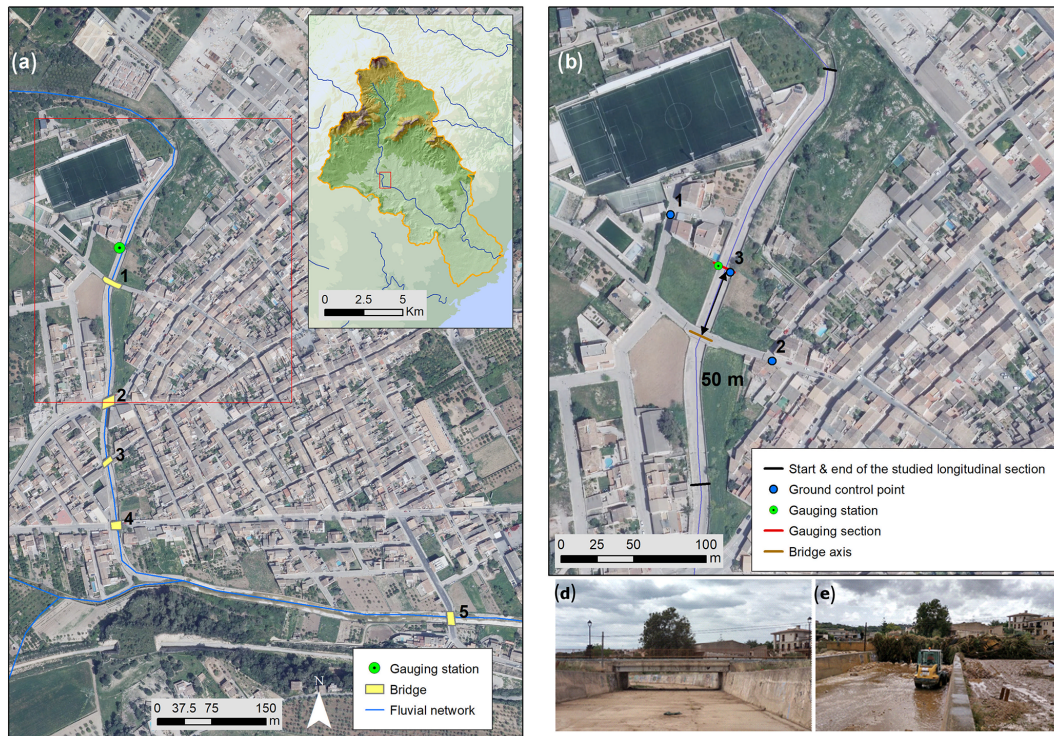 (a)
0 2.5 5
Km
1
2
3
4
5
Gauging station
Bridge
Fluvial network
0 37.5 75 150
m
N
(b)
1
3
2
50 m
0 25 50 100
m
Start & end of the studied longitudinal section
Ground control point
Gauging station
Gauging section
Bridge axis
(d)
(e)